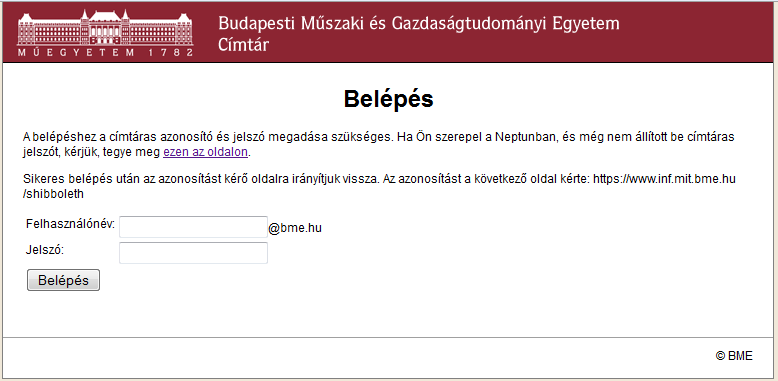 Budapesti Műszaki és Gazdaságtudományi Egyetem
Címtár
MŰEGYETEM 1782
Belépés
A belépéshez a címtáras azonosító és jelszó megadása szükséges. Ha Ön szerepel a Neptunban, és még nem állított be címtáras
jelszót, kérjük, tegye meg ezen az oldalon.
Sikeres belépés után az azonosítást kérő oldalra irányítjuk vissza. Az azonosítást a következő oldal kérte: https://www.inf.mit.bme.hu
/shibboleth
Felhasználónév: @bme.hu
Jelszó:
Belépés
© BME